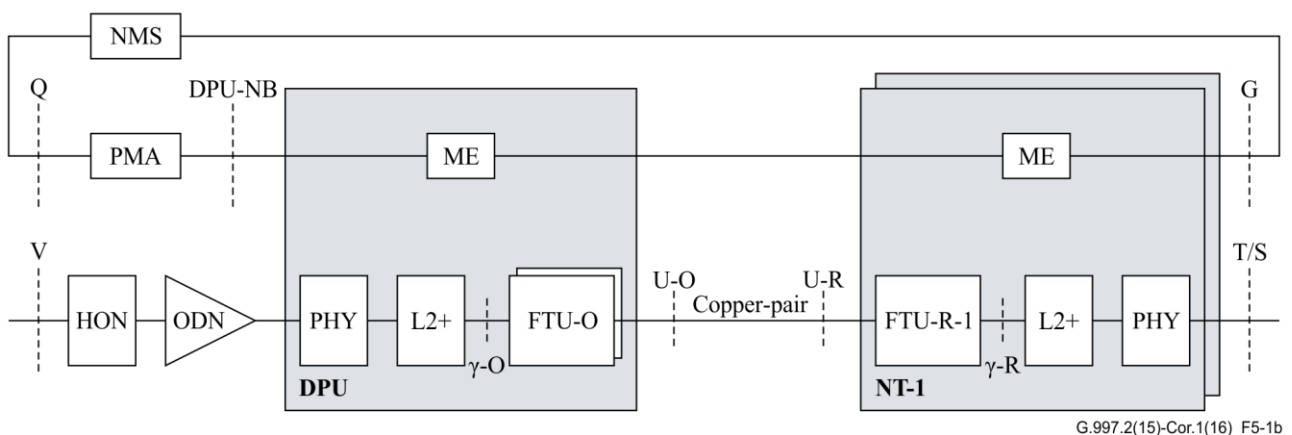 NMS
Q
DPU-NB
G
PMA
ME
ME
V
T/S
U-O
U-R
Copper-pair
HON
ODN
PHY
L2+
FTU-O
FTU-R-1
L2+
PHY
γ-O
γ-R
DPU
NT-1
G.997.2(15)-Cor.1(16) F5-1b